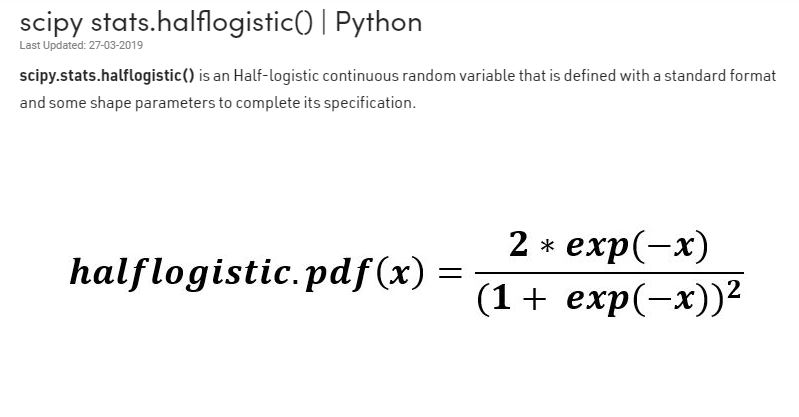 scipy stats.halflogistic() | Python
Last Updated: 27-03-2019
scipy.stats.halflogistic() is an Half-logistic continuous random variable that is defined with a standard format
and some shape parameters to complete its specification.
halflogistic.pdf(x) = 2 * exp(−x) / (1 + exp(−x))²